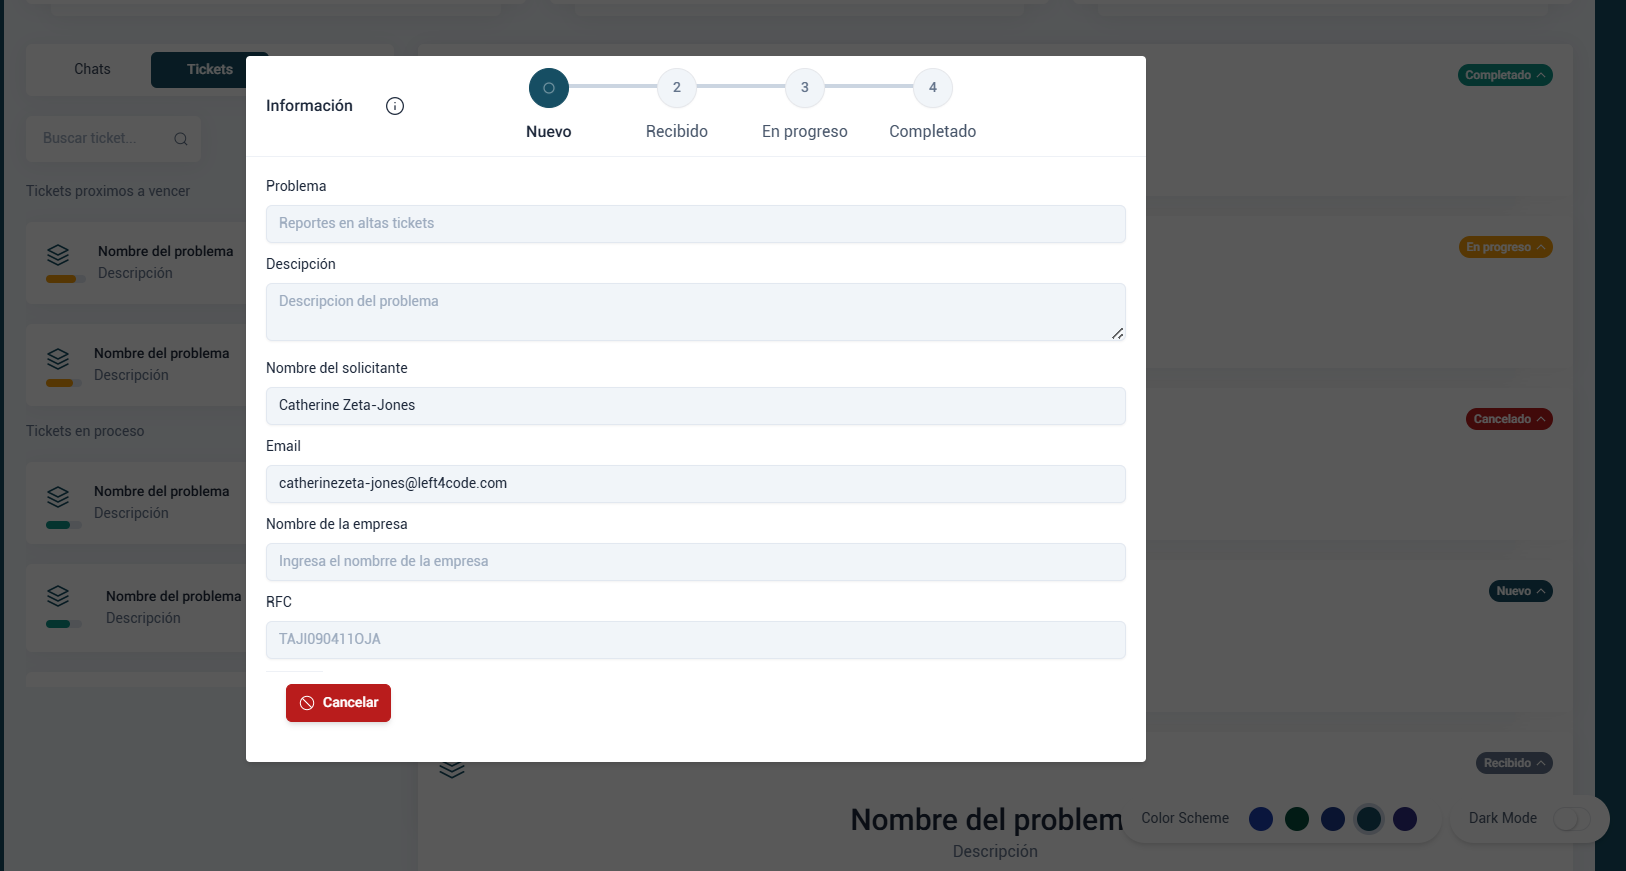 Chats
Tickets
Buscar ticket...
Tickets proximos a vencer
Nombre del problema
Descripción
Nombre del problema
Descripción
Tickets en proceso
Nombre del problema
Descripción
Nombre del problema
Descripción
Información
2
3
4
Nuevo
Recibido
En progreso
Completado
Problema
Reportes en altas tickets
Descipción
Descripcion del problema
Nombre del solicitante
Catherine Zeta-Jones
Email
catherinezeta-jones@left4code.com
Nombre de la empresa
Ingresa el nombrre de la empresa
RFC
TAJI090411OJA
Cancelar
Completado
En progreso
Cancelado
Nuevo
Recibido
Nombre del problem
Descripción
Color Scheme
Dark Mode